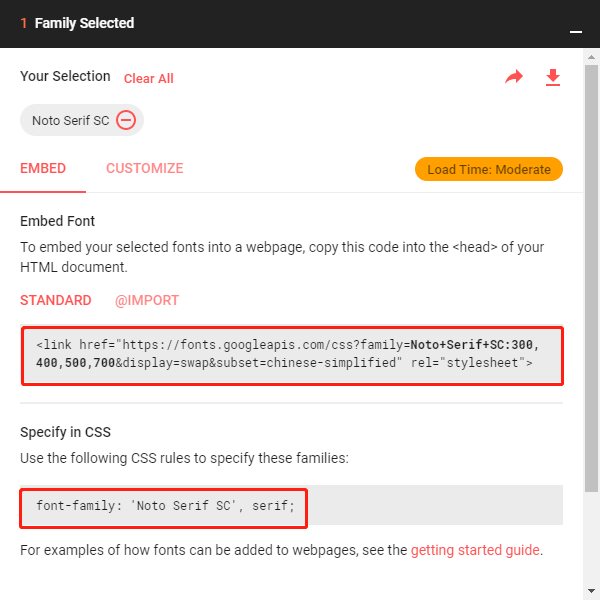 1 Family Selected
Your Selection Clear All
Noto Serif SC
EMBED CUSTOMIZE Load Time: Moderate
Embed Font
To embed your selected fonts into a webpage, copy this code into the <head> of your
HTML document.
STANDARD @IMPORT
<link href="https://fonts.googleapis.com/css?family=Noto+Serif+SC:300,
400,500,700&display=swap&subset=chinese-simplified" rel="stylesheet">
Specify in CSS
Use the following CSS rules to specify these families:
font-family: 'Noto Serif SC', serif;
For examples of how fonts can be added to webpages, see the getting started guide.